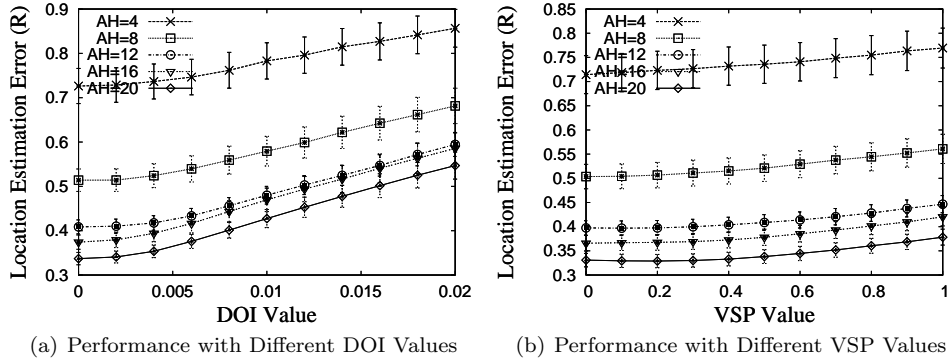 Location Estimation Error (R)
0.9
0.8
0.7
0.6
0.5
0.4
0.3
AH=4
AH=8
AH=12
AH=16
AH=20
0
0.005
0.01
0.015
0.02
DOI Value
(a) Performance with Different DOI Values
Location Estimation Error (R)
0.85
0.8
0.75
0.7
0.65
0.6
0.55
0.5
0.45
0.4
0.35
0.3
AH=4
AH=8
AH=12
AH=16
AH=20
0
0.2
0.4
0.6
0.8
1
VSP Value
(b) Performance with Different VSP Values